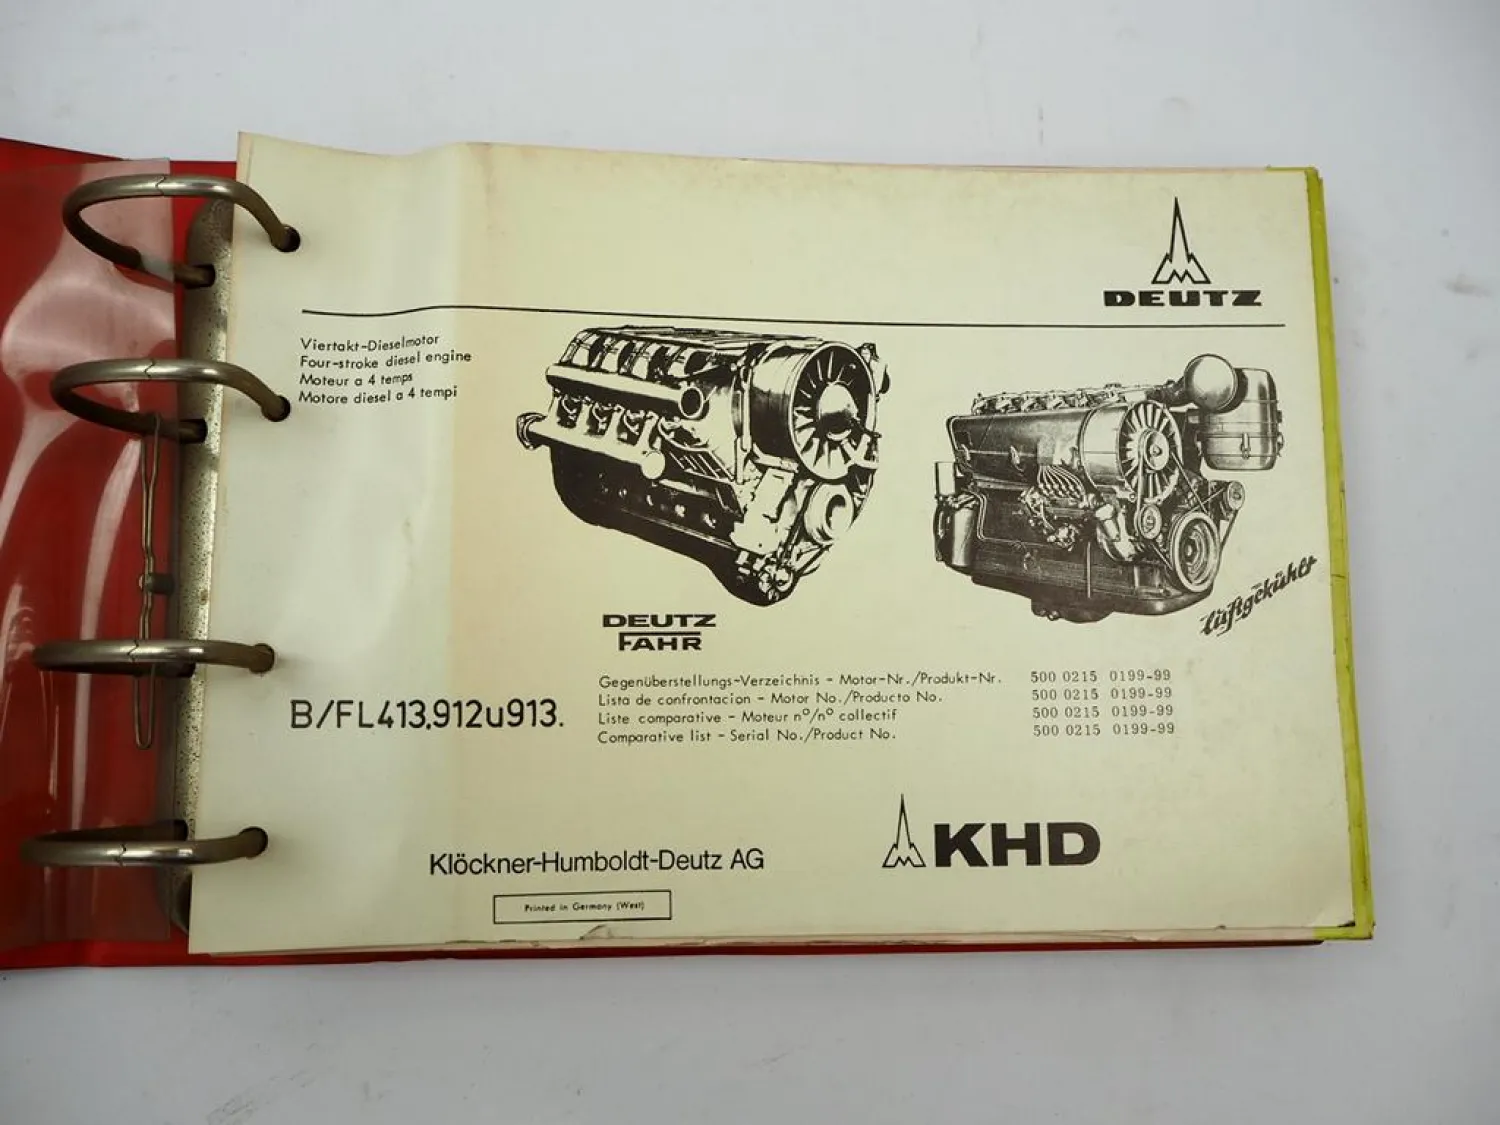 DEUTZ
Viertakt-Dieselmotor
Four-stroke diesel engine
Moteur a 4 temps
Motore diesel a 4 tempi
luftgekühlt
DEUTZ
FAHR
B/FL413,912u913.
Gegenüberstellungs-Verzeichnis - Motor-Nr./Produkt-Nr. 500 0215 0199-99
Lista de confrontacion - Motor No./Producto No. 500 0215 0199-99
Liste comparative - Moteur nº/nº collectif 500 0215 0199-99
Comparative list - Serial No./Product No. 500 0215 0199-99
KHD
Klöckner-Humboldt-Deutz AG
Printed in Germany (West)